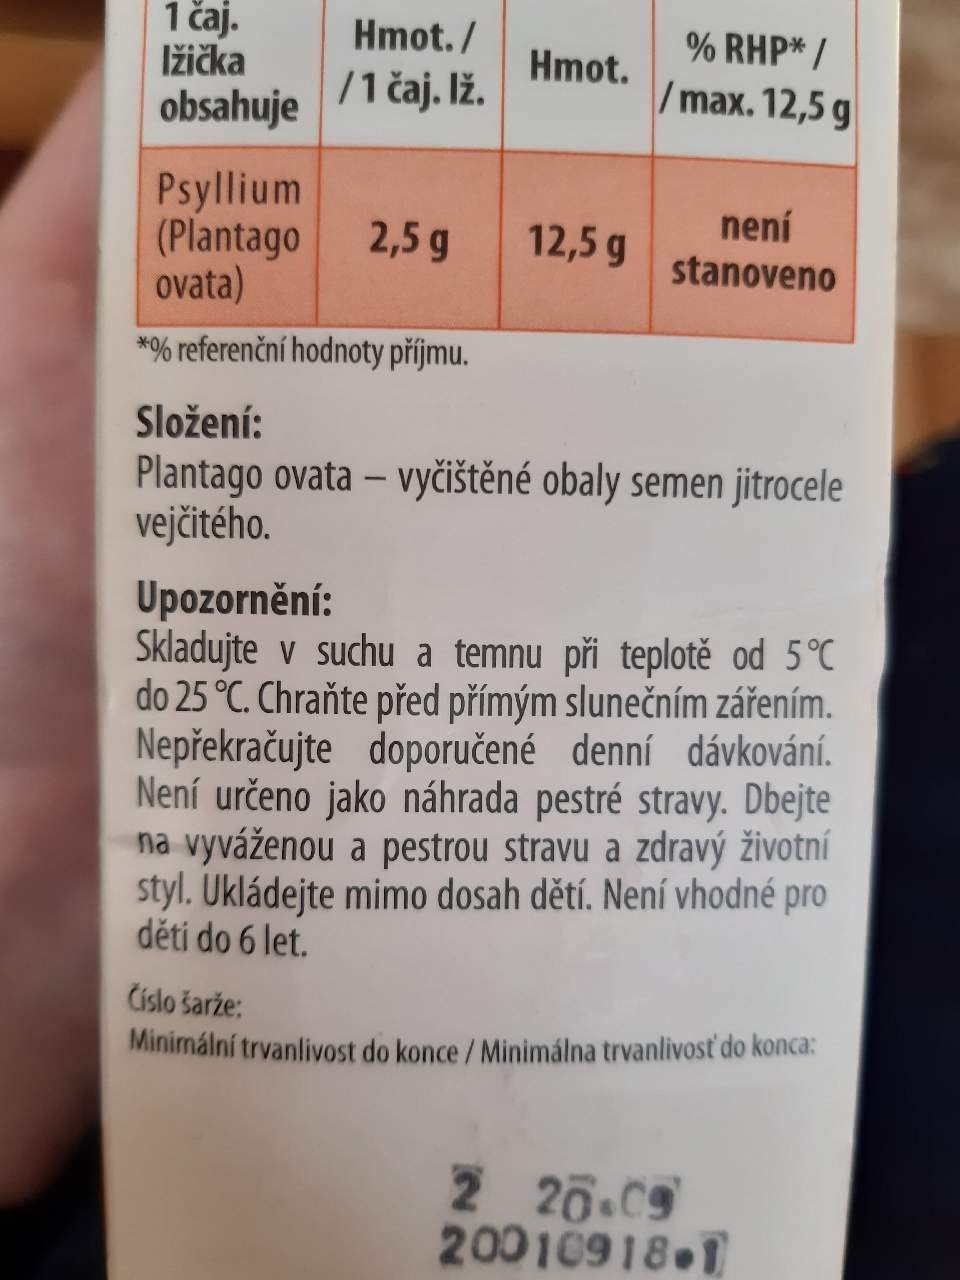 1 čaj.
lžička
obsahuje
Hmot. /
/ 1 čaj. lž.
Hmot.
% RHP* /
/ max. 12,5 g
Psyllium
(Plantago
ovata)
2,5 g
12,5 g
není
stanoveno
*% referenční hodnoty příjmu.
Složení:
Plantago ovata – vyčištěné obaly semen jitrocele
vejčitého.
Upozornění:
Skladujte v suchu a temnu při teplotě od 5 °C
do 25 °C. Chraňte před přímým slunečním zářením.
Nepřekračujte doporučené denní dávkování.
Není určeno jako náhrada pestré stravy. Dbejte
na vyváženou a pestrou stravu a zdravý životní
styl. Ukládejte mimo dosah dětí. Není vhodné pro
děti do 6 let.
Číslo šarže:
Minimální trvanlivost do konce / Minimálna trvanlivosť do konca:
2 20.09